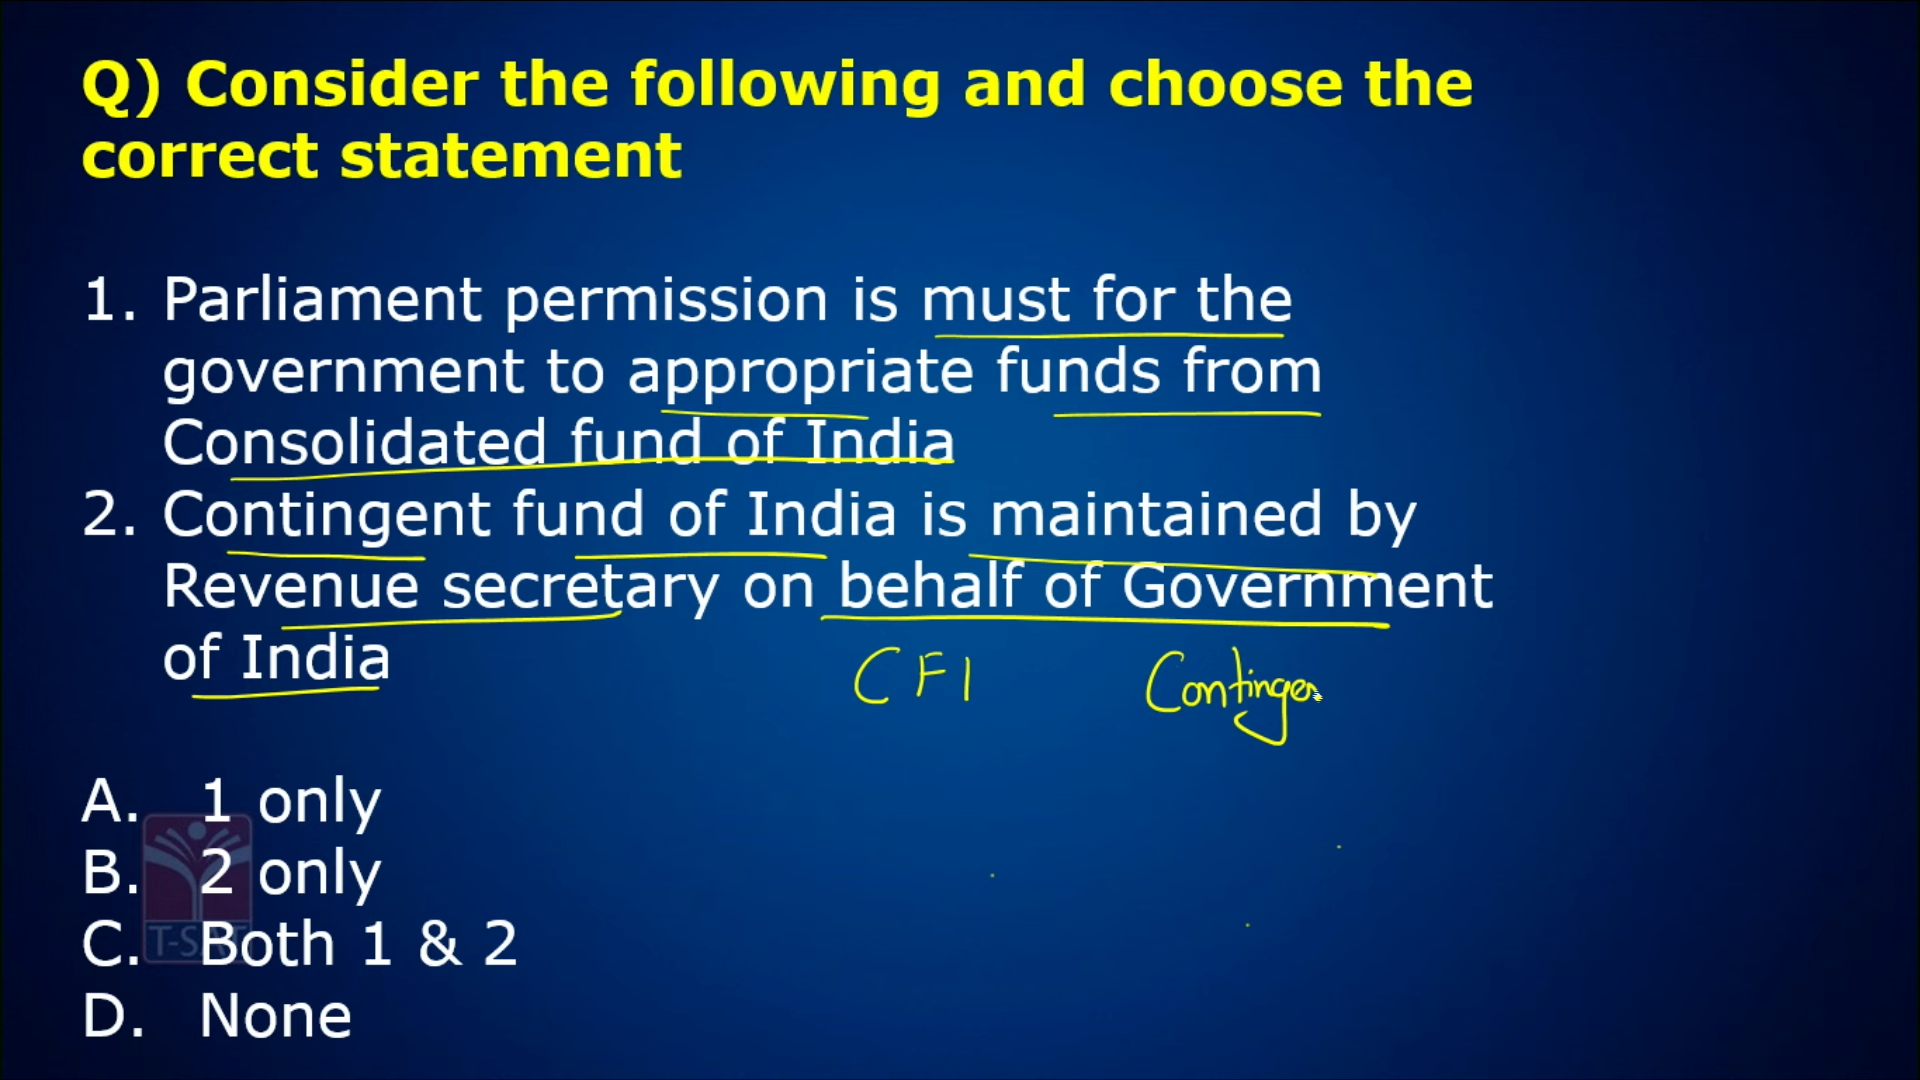 Q) Consider the following and choose the
correct statement
1. Parliament permission is must for the
government to appropriate funds from
Consolidated fund of India
2. Contingent fund of India is maintained by
Revenue secretary on behalf of Government
of India
CFI Contingen
A. 1 only
B. 2 only
C. Both 1 & 2
D. None
T-SAT